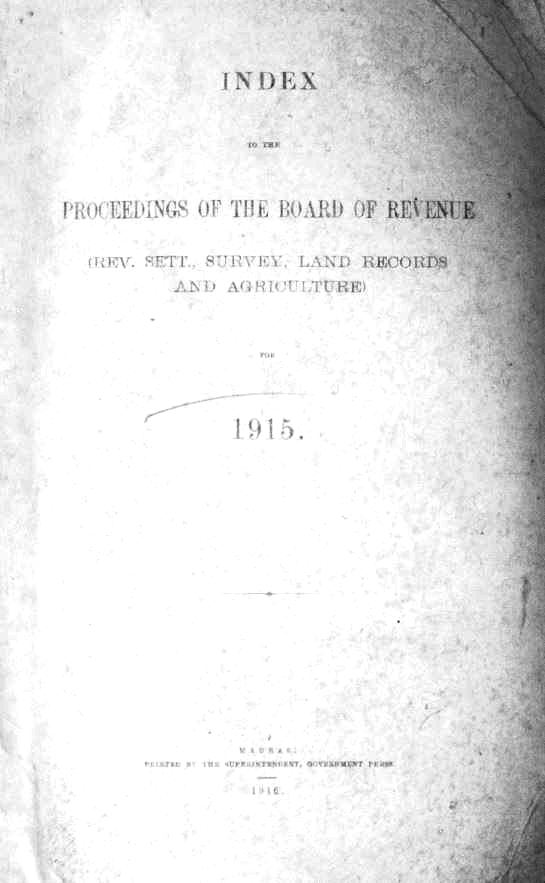 INDEX
TO THE
PROCEEDINGS OF THE BOARD OF REVENUE
(REV. SETT., SURVEY, LAND RECORDS
AND AGRICULTURE)
FOR
1915.
MADRAS:
PRINTED BY THE SUPERINTENDENT, GOVERNMENT PRESS.
1916.